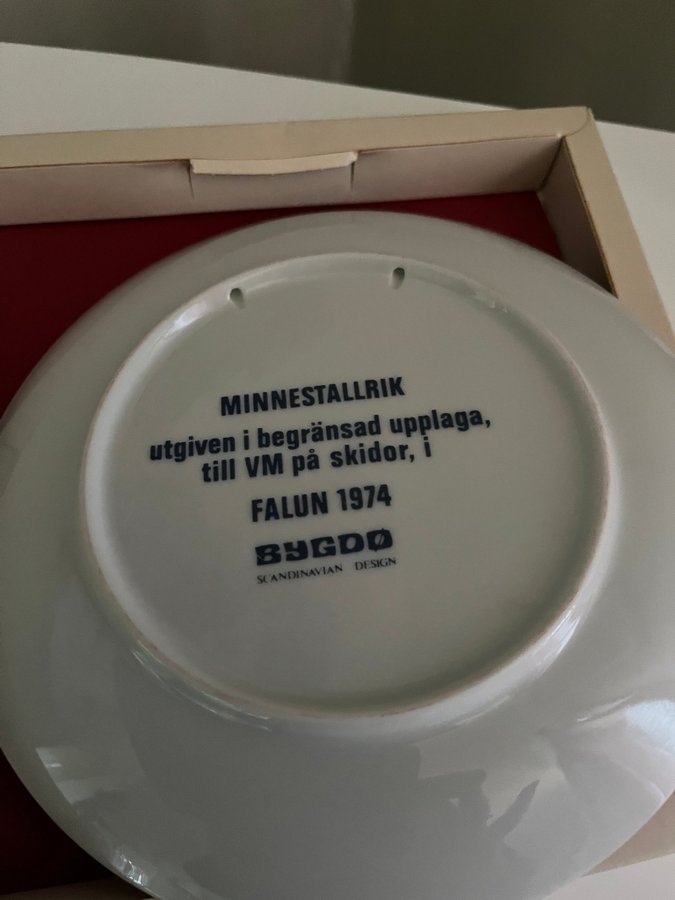 MINNESTALLRIK
utgiven i begränsad upplaga,
till VM på skidor, i
FALUN 1974
BYGDØ
SCANDINAVIAN DESIGN